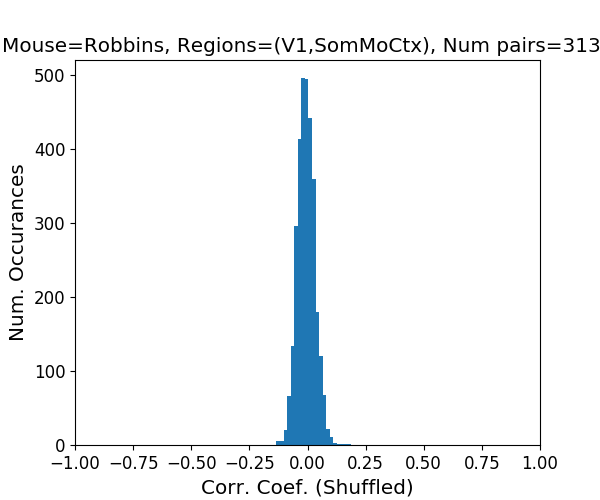 Mouse=Robbins, Regions=(V1,SomMoCtx), Num pairs=313
500
400
300
200
100
0
Num. Occurances
−1.00 −0.75 −0.50 −0.25 0.00 0.25 0.50 0.75 1.00
Corr. Coef. (Shuffled)